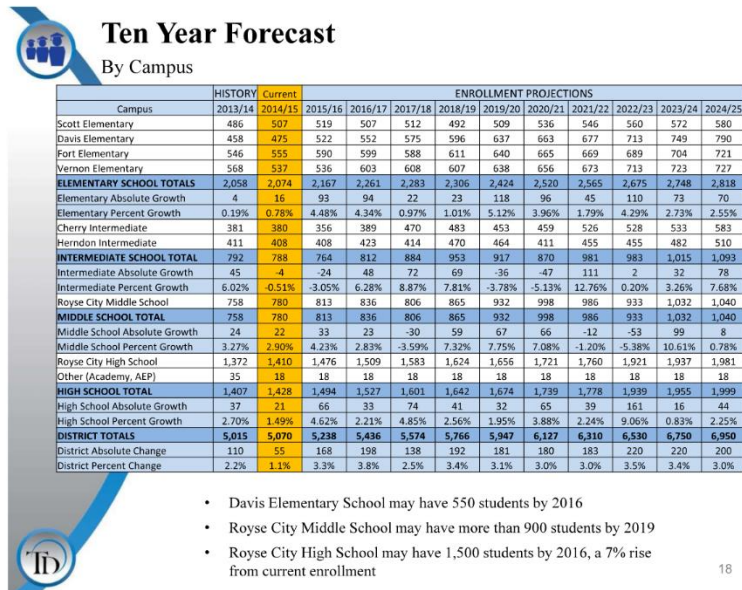 Ten Year Forecast
By Campus
HISTORY Current ENROLLMENT PROJECTIONS
Campus 2013/14 2014/15 2015/16 2016/17 2017/18 2018/19 2019/20 2020/21 2021/22 2022/23 2023/24 2024/25
Scott Elementary 486 507 519 507 512 492 509 536 546 560 572 580
Davis Elementary 458 475 522 552 575 596 637 663 677 713 749 790
Fort Elementary 546 555 590 599 588 611 640 665 669 689 704 721
Vernon Elementary 568 537 536 603 608 607 638 656 673 713 723 727
ELEMENTARY SCHOOL TOTALS 2,058 2,074 2,167 2,261 2,283 2,306 2,424 2,520 2,565 2,675 2,748 2,818
Elementary Absolute Growth 4 16 93 94 22 23 118 96 45 110 73 70
Elementary Percent Growth 0.19% 0.78% 4.48% 4.34% 0.97% 1.01% 5.12% 3.96% 1.79% 4.29% 2.73% 2.55%
Cherry Intermediate 381 380 356 389 470 483 453 459 526 528 533 583
Herndon Intermediate 411 408 408 423 414 470 464 411 455 455 482 510
INTERMEDIATE SCHOOL TOTAL 792 788 764 812 884 953 917 870 981 983 1,015 1,093
Intermediate Absolute Growth 45 -4 -24 48 72 69 -36 -47 111 2 32 78
Intermediate Percent Growth 6.02% -0.51% -3.05% 6.28% 8.87% 7.81% -3.78% -5.13% 12.76% 0.20% 3.26% 7.68%
Royse City Middle School 758 780 813 836 806 865 932 998 986 933 1,032 1,040
MIDDLE SCHOOL TOTAL 758 780 813 836 806 865 932 998 986 933 1,032 1,040
Middle School Absolute Growth 24 22 33 23 -30 59 67 66 -12 -53 99 8
Middle School Percent Growth 3.27% 2.90% 4.23% 2.83% -3.59% 7.32% 7.75% 7.08% -1.20% -5.38% 10.61% 0.78%
Royse City High School 1,372 1,410 1,476 1,509 1,583 1,624 1,656 1,721 1,760 1,921 1,937 1,981
Other (Academy, AEP) 35 18 18 18 18 18 18 18 18 18 18 18
HIGH SCHOOL TOTAL 1,407 1,428 1,494 1,527 1,601 1,642 1,674 1,739 1,778 1,939 1,955 1,999
High School Absolute Growth 37 21 66 33 74 41 32 65 39 161 16 44
High School Percent Growth 2.70% 1.49% 4.62% 2.21% 4.85% 2.56% 1.95% 3.88% 2.24% 9.06% 0.83% 2.25%
DISTRICT TOTALS 5,015 5,070 5,238 5,436 5,574 5,766 5,947 6,127 6,310 6,530 6,750 6,950
District Absolute Change 110 55 168 198 138 192 181 180 183 220 220 200
District Percent Change 2.2% 1.1% 3.3% 3.8% 2.5% 3.4% 3.1% 3.0% 3.0% 3.5% 3.4% 3.0%
• Davis Elementary School may have 550 students by 2016
• Royse City Middle School may have more than 900 students by 2019
• Royse City High School may have 1,500 students by 2016, a 7% rise
from current enrollment
TD
18